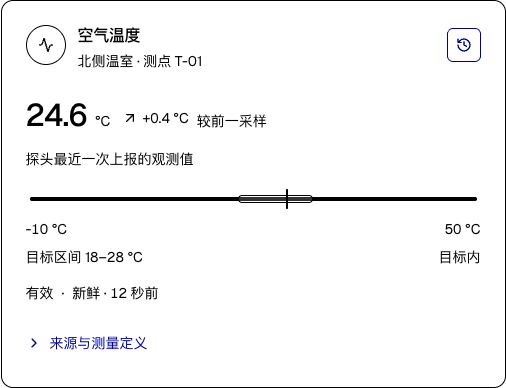 空气温度
北侧温室 · 测点 T-01
24.6 °C ↗ +0.4 °C 较前一采样
探头最近一次上报的观测值
-10 °C 50 °C
目标区间 18–28 °C 目标内
有效 · 新鲜 · 12 秒前
来源与测量定义